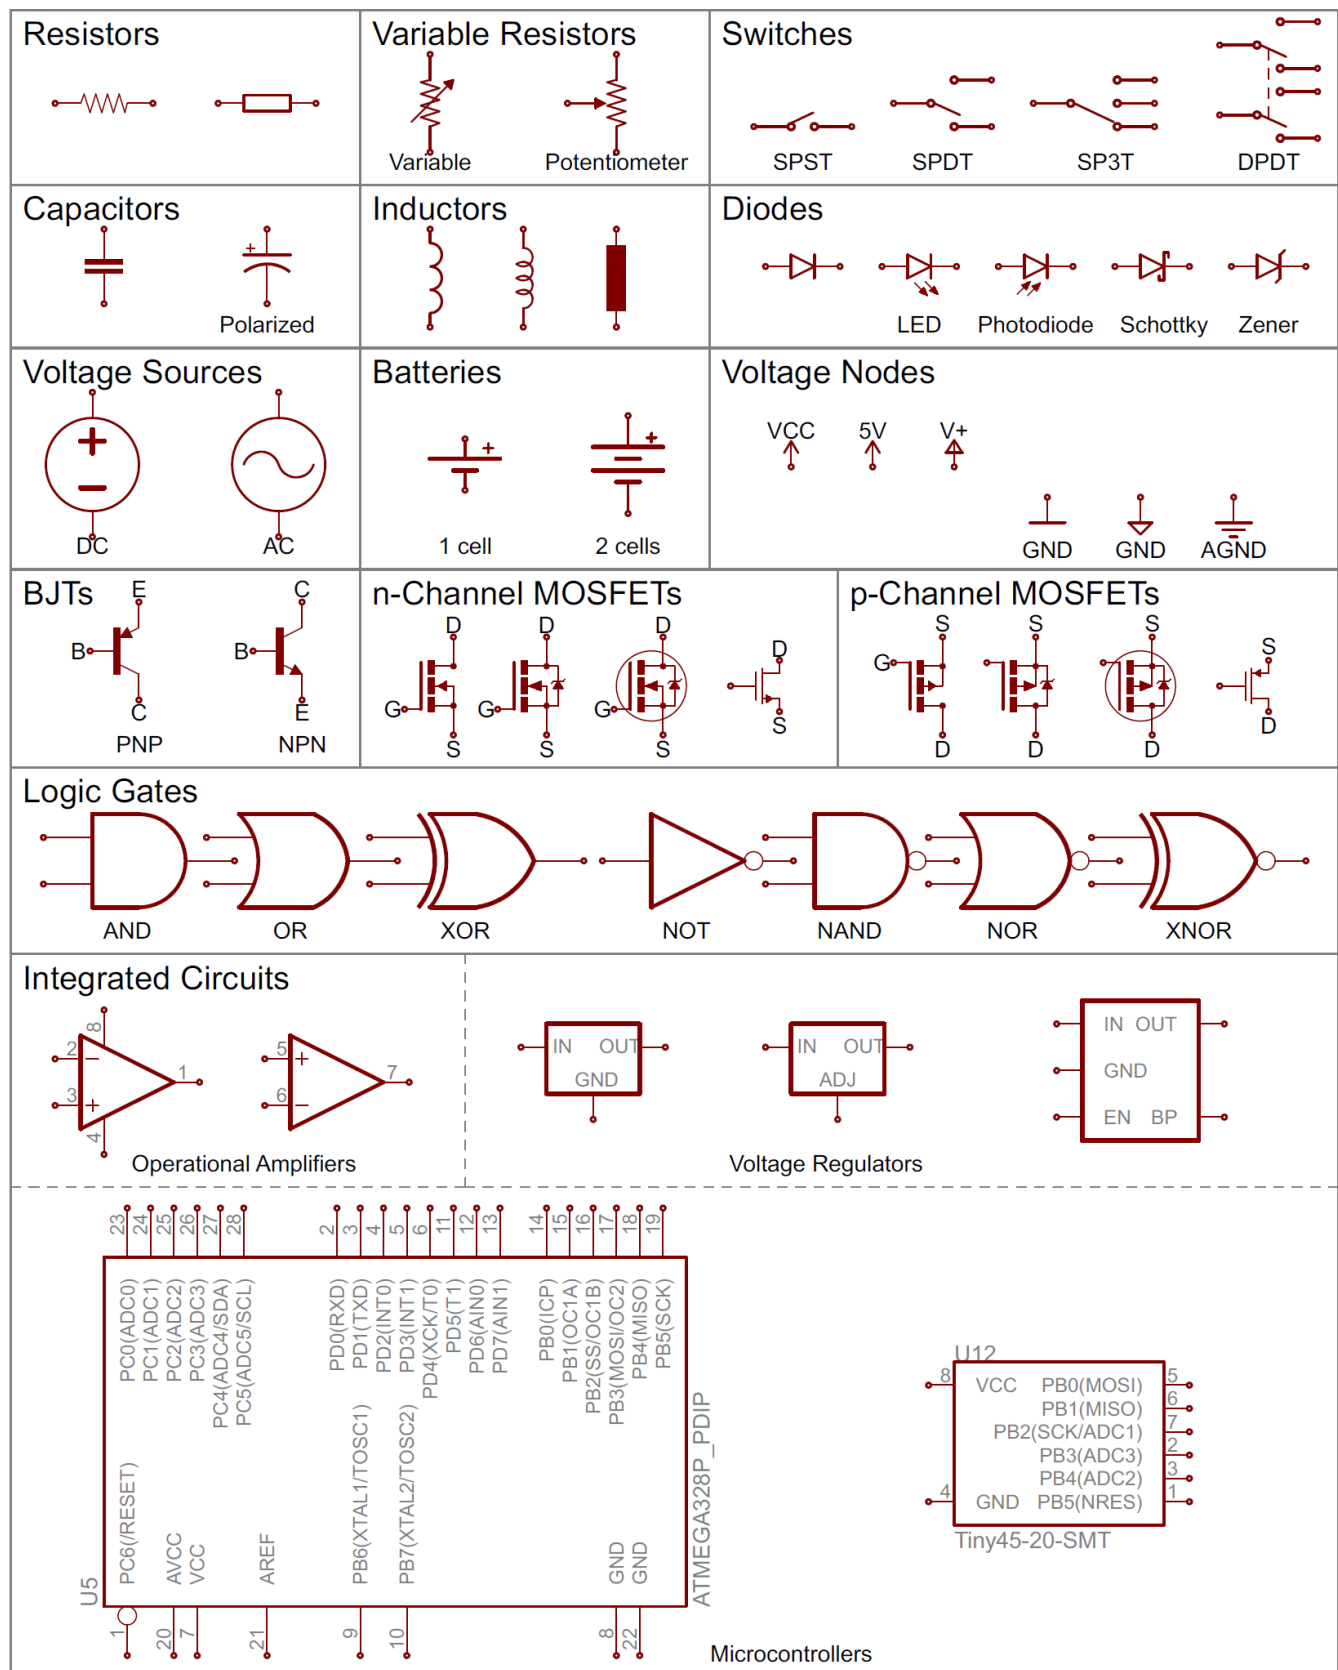 Resistors
Variable Resistors
Variable
Potentiometer
Switches
SPST
SPDT
SP3T
DPDT
Capacitors
+
Polarized
Inductors
Diodes
LED
Photodiode
Schottky
Zener
Voltage Sources
+
−
DC
AC
Batteries
+
1 cell
+
2 cells
Voltage Nodes
VCC
5V
V+
GND
GND
AGND
BJTs
E
B
C
PNP
C
B
E
NPN
n-Channel MOSFETs
D
G
S
D
G
S
D
G
S
D
S
p-Channel MOSFETs
S
G
D
S
D
S
D
S
D
Logic Gates
AND
OR
XOR
NOT
NAND
NOR
XNOR
Integrated Circuits
8
2
−
1
3
+
4
5
+
7
6
−
Operational Amplifiers
IN OUT
GND
IN OUT
ADJ
IN OUT
GND
EN BP
Voltage Regulators
23
24
25
26
27
28
2
3
4
5
6
11
12
13
14
15
16
17
18
19
PC0(ADC0)
PC1(ADC1)
PC2(ADC2)
PC3(ADC3)
PC4(ADC4/SDA)
PC5(ADC5/SCL)
PD0(RXD)
PD1(TXD)
PD2(INT0)
PD3(INT1)
PD4(XCK/T0)
PD5(T1)
PD6(AIN0)
PD7(AIN1)
PB0(ICP)
PB1(OC1A)
PB2(SS/OC1B)
PB3(MOSI/OC2)
PB4(MISO)
PB5(SCK)
U5
PC6(/RESET)
AVCC
VCC
AREF
PB6(XTAL1/TOSC1)
PB7(XTAL2/TOSC2)
GND
GND
ATMEGA328P_PDIP
1
20
7
21
9
10
8
22
U12
8 VCC PB0(MOSI) 5
PB1(MISO) 6
PB2(SCK/ADC1) 7
PB3(ADC3) 2
PB4(ADC2) 3
4 GND PB5(NRES) 1
Tiny45-20-SMT
Microcontrollers